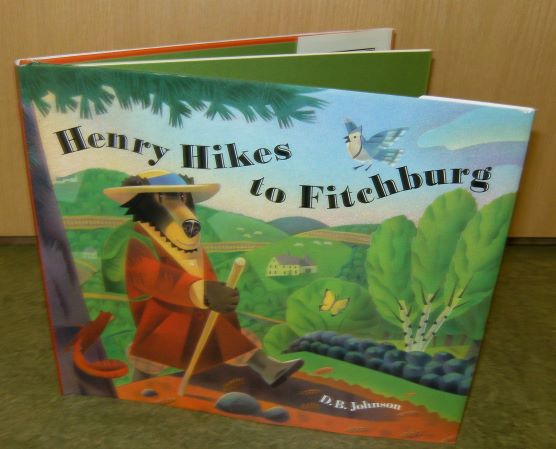 Henry Hikes
to Fitchburg
D. B. Johnson